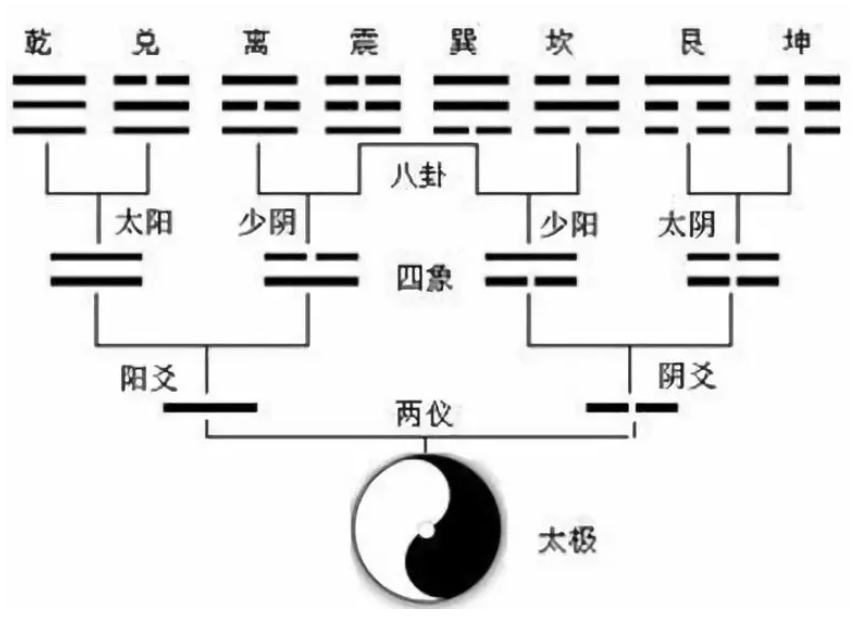 乾 兑 离 震 巽 坎 艮 坤
八卦
太阳 少阴 少阳 太阴
四象
阳爻 阴爻
两仪
太极